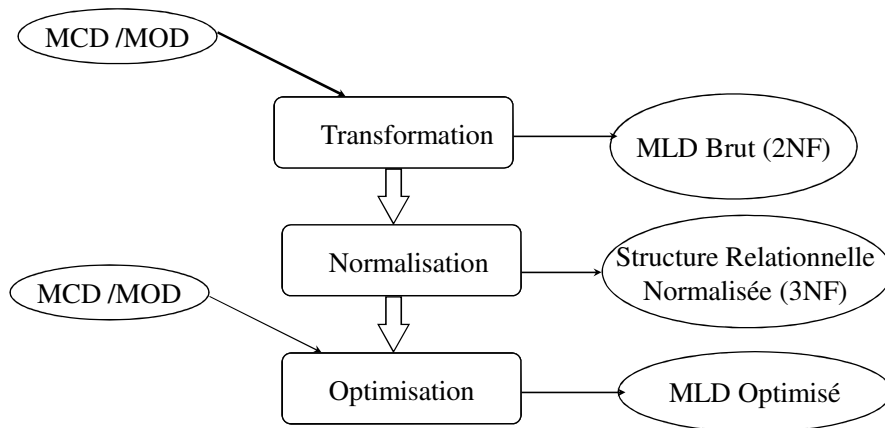 MCD /MOD
Transformation
MLD Brut (2NF)
Normalisation
Structure Relationnelle
Normalisée (3NF)
MCD /MOD
Optimisation
MLD Optimisé